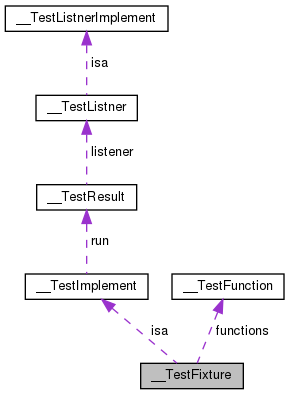 __TestListnerImplement
isa
__TestListner
listener
__TestResult
run
__TestImplement
__TestFunction
isa
functions
__TestFixture